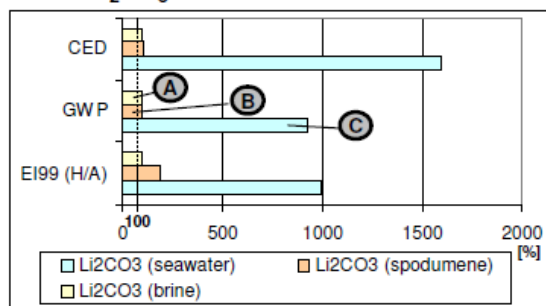 CED
A
B
GWP
C
EI99 (H/A)
100
0 500 1000 1500 2000
[%]
Li2CO3 (seawater) Li2CO3 (spodumene)
Li2CO3 (brine)